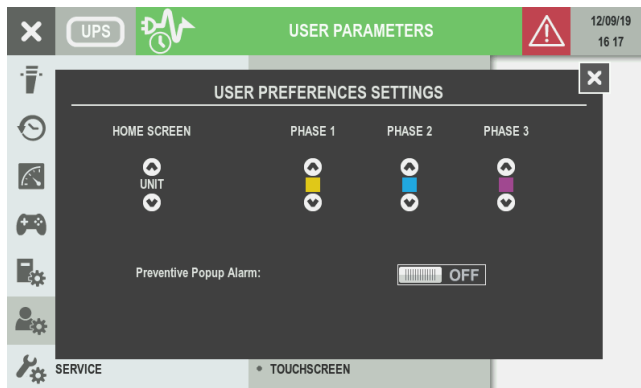 UPS
USER PARAMETERS
12/09/19
16 17
USER PREFERENCES SETTINGS
HOME SCREEN
PHASE 1
PHASE 2
PHASE 3
UNIT
Preventive Popup Alarm:
OFF
SERVICE
• TOUCHSCREEN